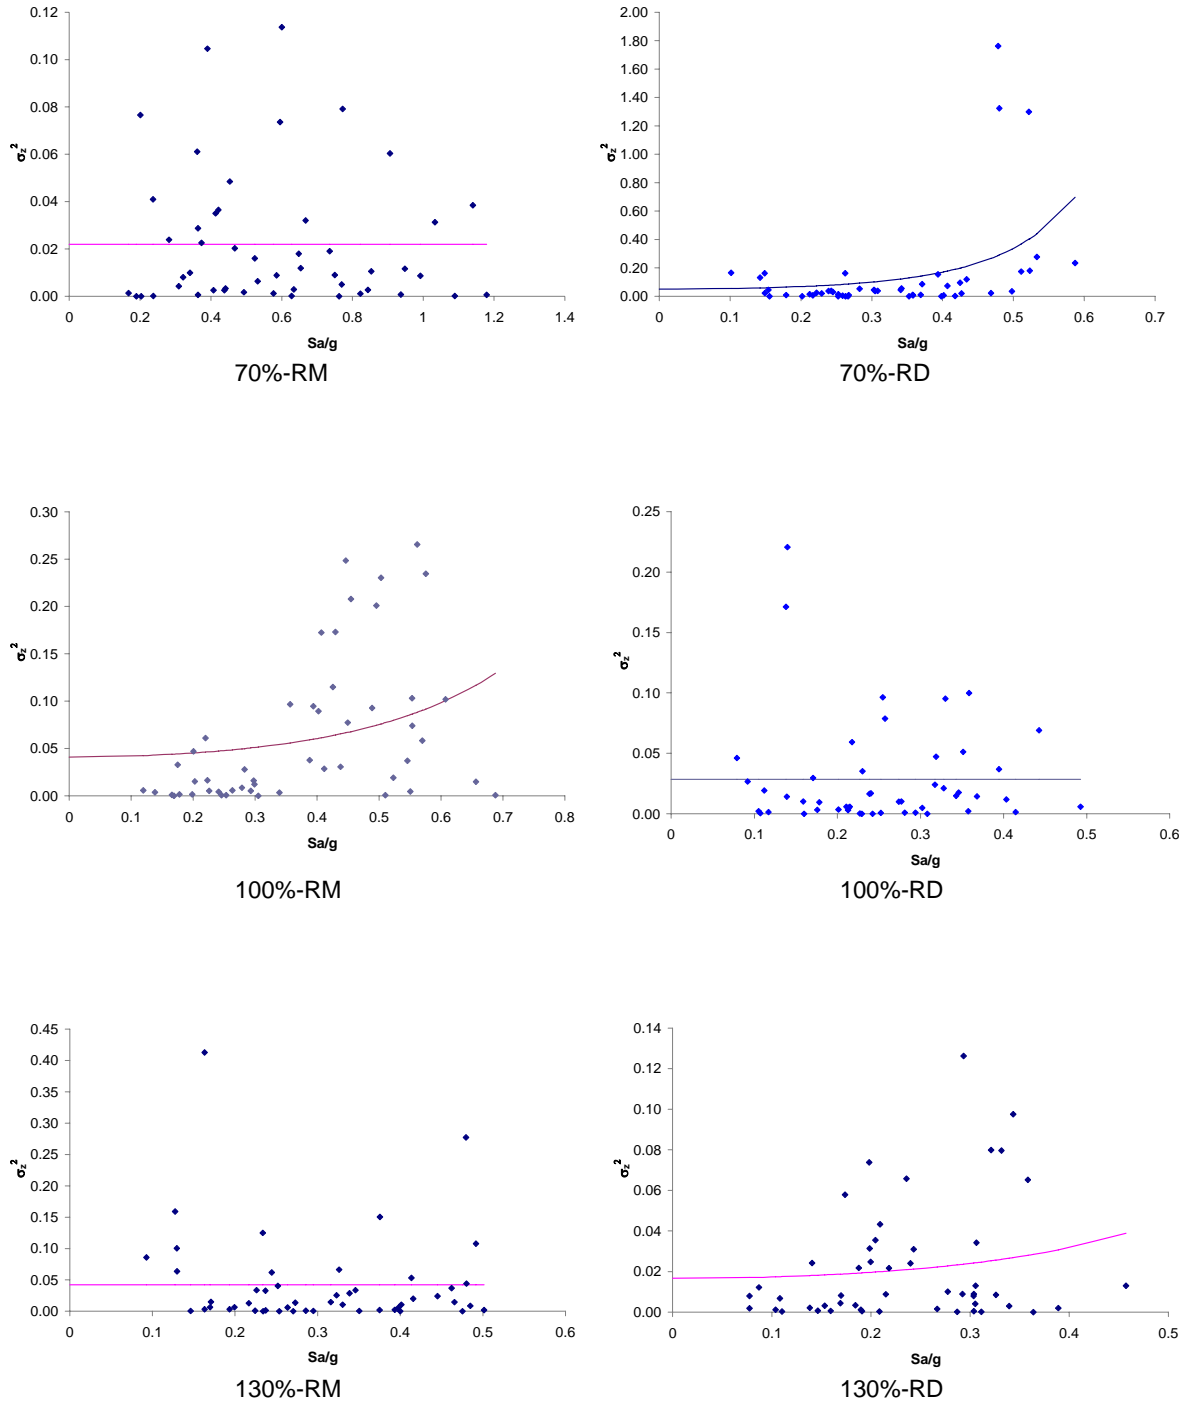 0.12
0.10
0.08
0.06
0.04
0.02
0.00
σz²
0 0.2 0.4 0.6 0.8 1 1.2 1.4
Sa/g
70%-RM
2.00
1.80
1.60
1.40
1.20
1.00
0.80
0.60
0.40
0.20
0.00
σz²
0 0.1 0.2 0.3 0.4 0.5 0.6 0.7
Sa/g
70%-RD
0.30
0.25
0.20
0.15
0.10
0.05
0.00
σz²
0 0.1 0.2 0.3 0.4 0.5 0.6 0.7 0.8
Sa/g
100%-RM
0.25
0.20
0.15
0.10
0.05
0.00
σz²
0 0.1 0.2 0.3 0.4 0.5 0.6
Sa/g
100%-RD
0.45
0.40
0.35
0.30
0.25
0.20
0.15
0.10
0.05
0.00
σz²
0 0.1 0.2 0.3 0.4 0.5 0.6
Sa/g
130%-RM
0.14
0.12
0.10
0.08
0.06
0.04
0.02
0.00
σz²
0 0.1 0.2 0.3 0.4 0.5
Sa/g
130%-RD